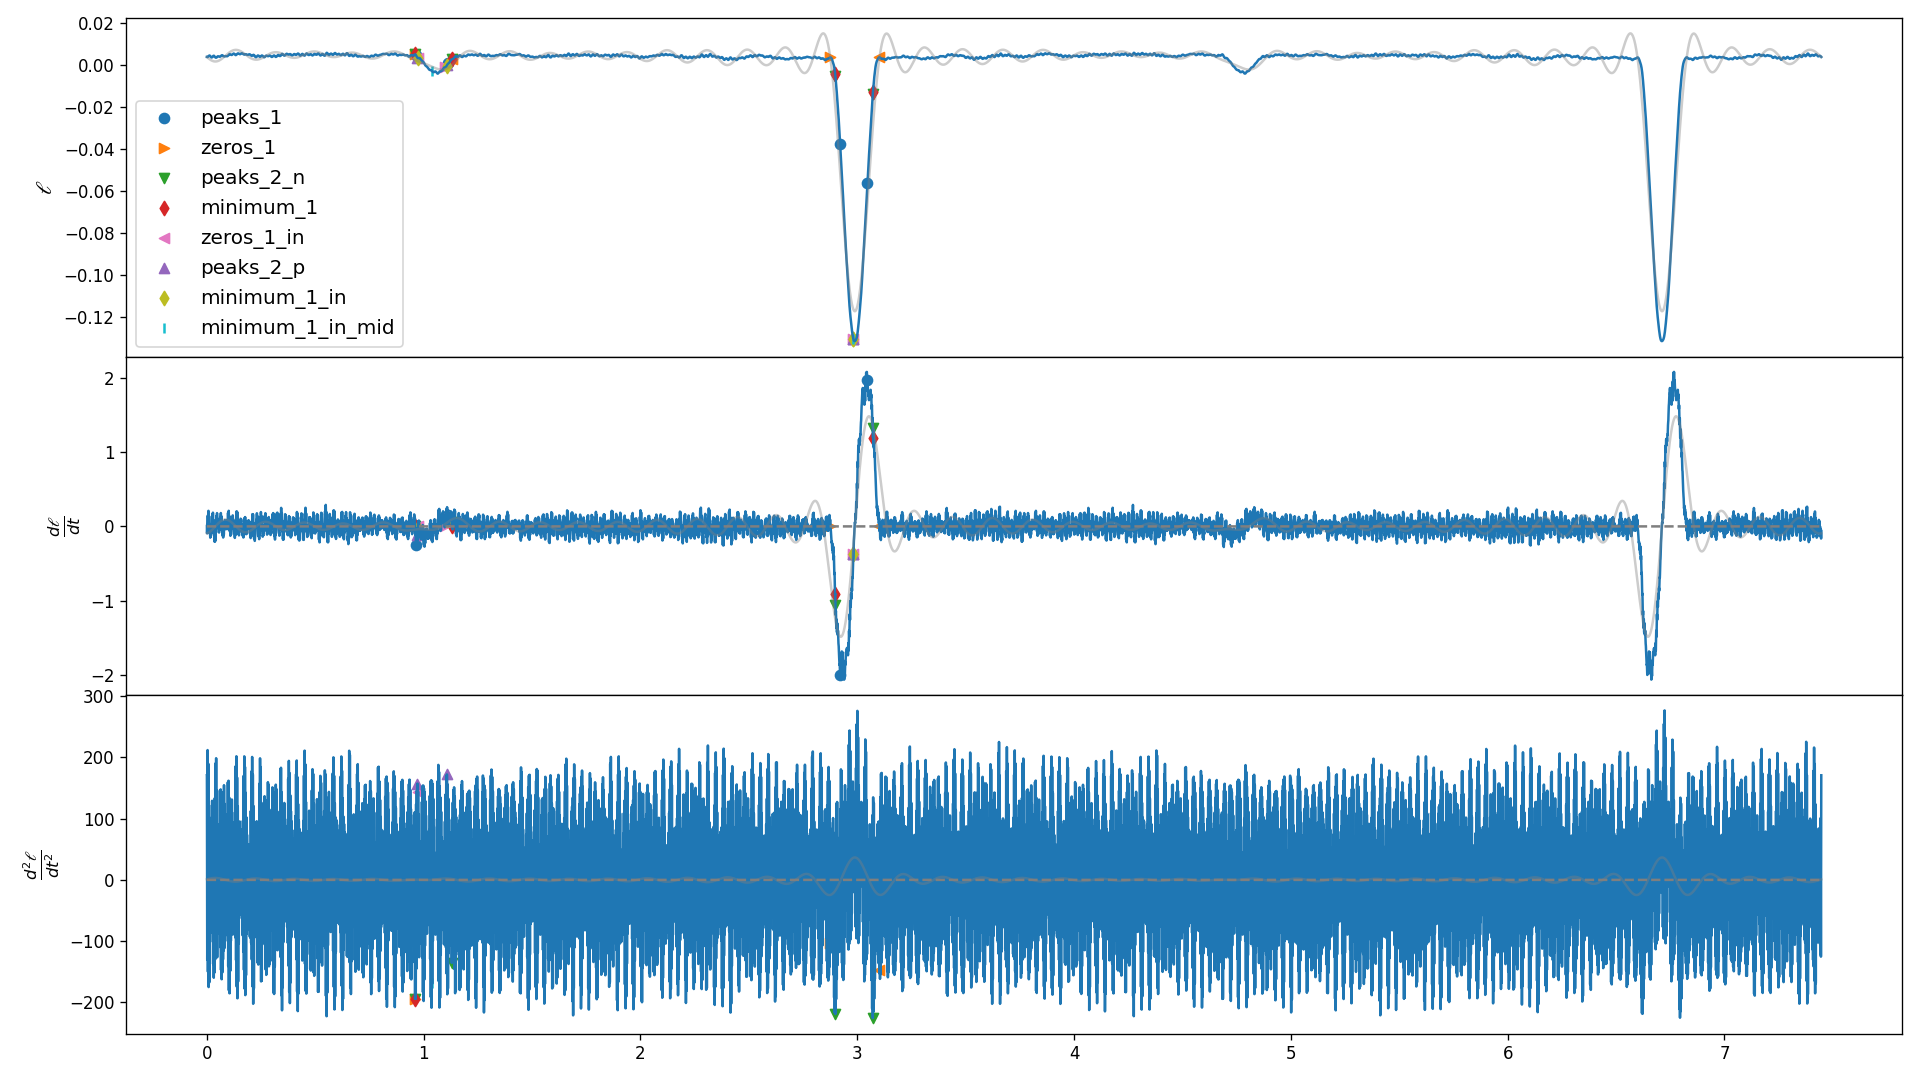 0.02
0.00
−0.02
−0.04
−0.06
−0.08
−0.10
−0.12
ℓ
peaks_1
zeros_1
peaks_2_n
minimum_1
zeros_1_in
peaks_2_p
minimum_1_in
minimum_1_in_mid
2
1
0
−1
−2
dℓ
dt
300
200
100
0
−100
−200
d²ℓ
dt²
0 1 2 3 4 5 6 7